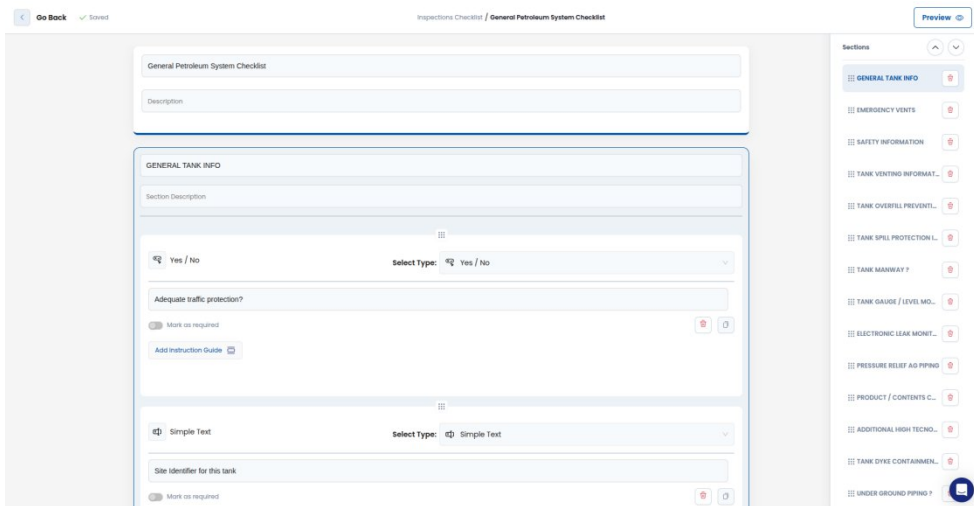 Go Back
Saved
Inspections Checklist / General Petroleum System Checklist
Preview
General Petroleum System Checklist
Description
GENERAL TANK INFO
Section Description
Yes / No
Select Type: Yes / No
Adequate traffic protection?
Mark as required
Add Instruction Guide
Simple Text
Select Type: Simple Text
Site Identifier for this tank
Mark as required
Sections
GENERAL TANK INFO
EMERGENCY VENTS
SAFETY INFORMATION
TANK VENTING INFORMAT...
TANK OVERFILL PREVENTI...
TANK SPILL PROTECTION I...
TANK MANWAY ?
TANK GAUGE / LEVEL MO...
ELECTRONIC LEAK MONIT...
PRESSURE RELIEF AG PIPING
PRODUCT / CONTENTS C...
ADDITIONAL HIGH TECNO...
TANK DYKE CONTAINMEN...
UNDER GROUND PIPING ?